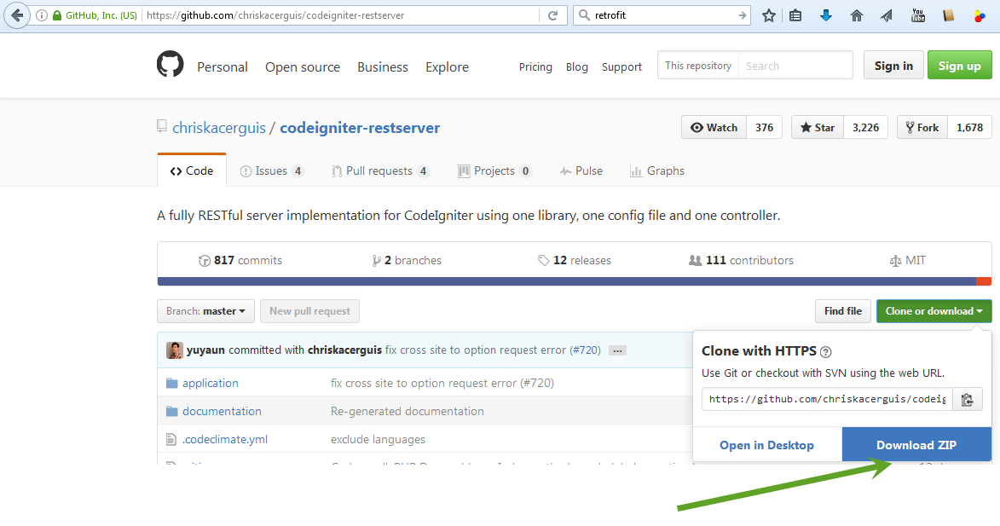 GitHub, Inc. (US) https://github.com/chriskacerguis/codeigniter-restserver retrofit You Tube
Personal Open source Business Explore Pricing Blog Support This repository Search Sign in Sign up
chriskacerguis / codeigniter-restserver Watch 376 Star 3,226 Fork 1,678
Code Issues 4 Pull requests 4 Projects 0 Pulse Graphs
A fully RESTful server implementation for CodeIgniter using one library, one config file and one controller.
817 commits 2 branches 12 releases 111 contributors MIT
Branch: master New pull request Find file Clone or download
yuyaun committed with chriskacerguis fix cross site to option request error (#720) ...
application fix cross site to option request error (#720)
documentation Re-generated documentation
.codeclimate.yml exclude languages
Clone with HTTPS ?
Use Git or checkout with SVN using the web URL.
https://github.com/chriskacerguis/codeig
Open in Desktop Download ZIP